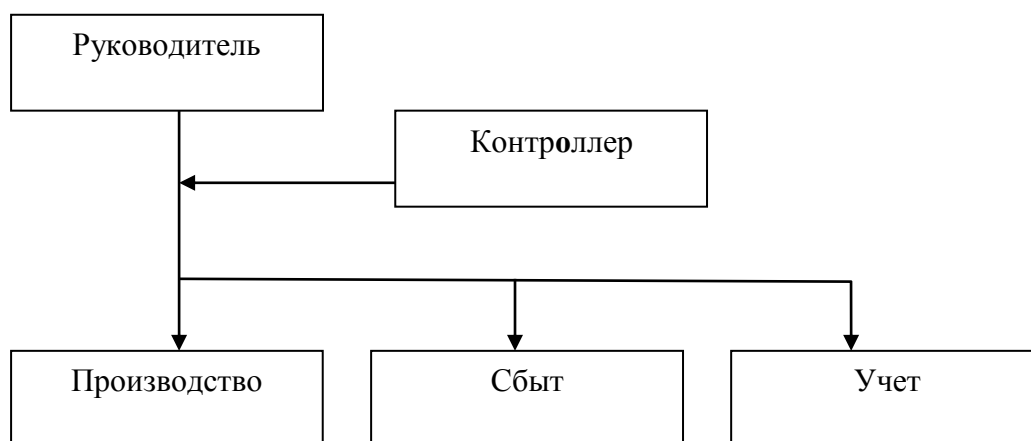 Руководитель
Контроллер
Производство
Сбыт
Учет